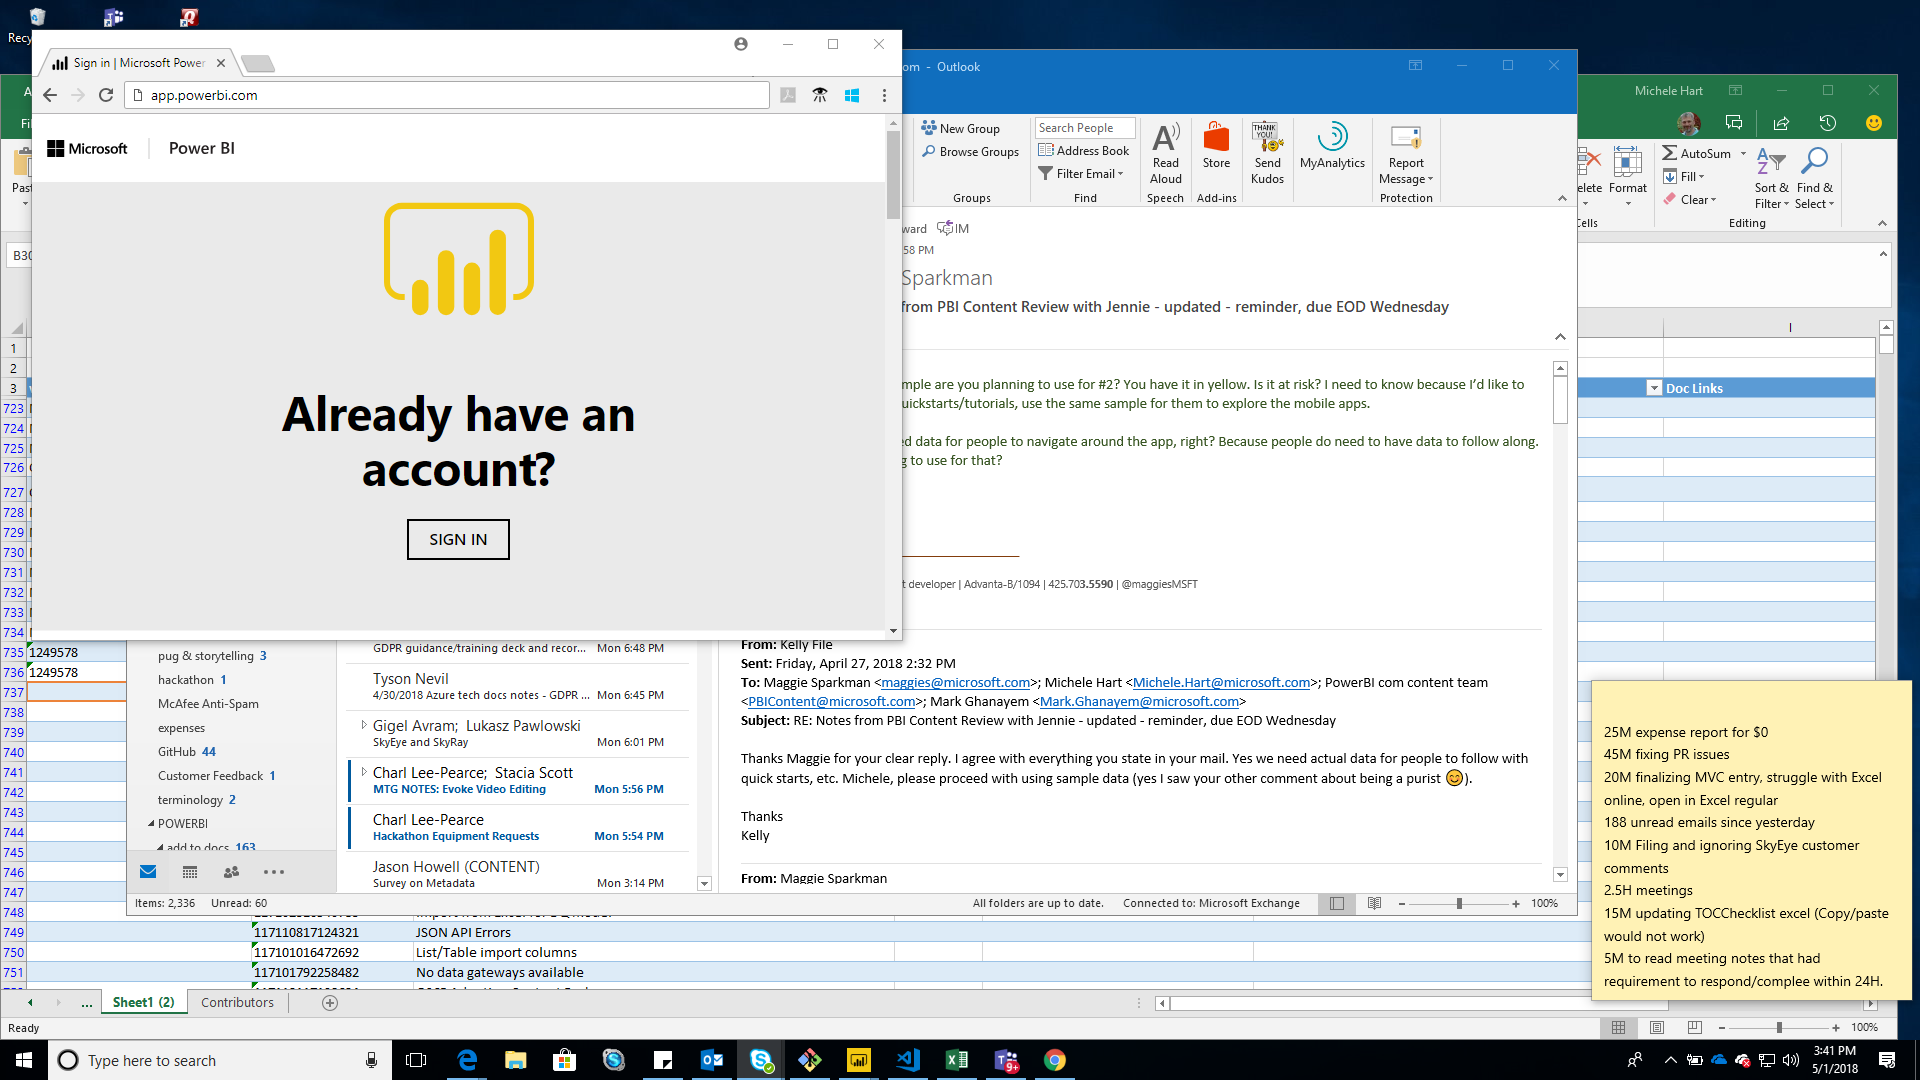 Recy
Sign in | Microsoft Power
app.powerbi.com
Microsoft
Power BI
Already have an
account?
SIGN IN
om - Outlook
New Group
Browse Groups
Groups
Search People
Address Book
Filter Email
Find
Read
Aloud
Speech
Store
Add-ins
THANK
YOU
Send
Kudos
MyAnalytics
Report
Message
Protection
ward
IM
58 PM
Sparkman
from PBI Content Review with Jennie - updated - reminder, due EOD Wednesday
mple are you planning to use for #2? You have it in yellow. Is it at risk? I need to know because I'd like to
uickstarts/tutorials, use the same sample for them to explore the mobile apps.
ed data for people to navigate around the app, right? Because people do need to have data to follow along.
g to use for that?
t developer | Advanta-B/1094 | 425.703.5590 | @maggiesMSFT
From: Kelly File
Sent: Friday, April 27, 2018 2:32 PM
To: Maggie Sparkman <maggies@microsoft.com>; Michele Hart <Michele.Hart@microsoft.com>; PowerBI com content team
<PBIContent@microsoft.com>; Mark Ghanayem <Mark.Ghanayem@microsoft.com>
Subject: RE: Notes from PBI Content Review with Jennie - updated - reminder, due EOD Wednesday
Thanks Maggie for your clear reply. I agree with everything you state in your mail. Yes we need actual data for people to follow with
quick starts, etc. Michele, please proceed with using sample data (yes I saw your other comment about being a purist 😊).
Thanks
Kelly
From: Maggie Sparkman
pug & storytelling 3
hackathon 1
McAfee Anti-Spam
expenses
GitHub 44
Customer Feedback 1
terminology 2
POWERBI
add to docs 163
GDPR guidance/training deck and recor... Mon 6:48 PM
Tyson Nevil
4/30/2018 Azure tech docs notes - GDPR ... Mon 6:45 PM
Gigel Avram; Lukasz Pawlowski
SkyEye and SkyRay Mon 6:01 PM
Charl Lee-Pearce; Stacia Scott
MTG NOTES: Evoke Video Editing Mon 5:56 PM
Charl Lee-Pearce
Hackathon Equipment Requests Mon 5:54 PM
Jason Howell (CONTENT)
Survey on Metadata Mon 3:14 PM
Items: 2,336 Unread: 60
All folders are up to date. Connected to: Microsoft Exchange
100%
Michele Hart
A
Fi
Past
B30
elete
Format
ells
AutoSum
Fill
Clear
Sort &
Filter
Find &
Select
Editing
I
Doc Links
1
2
3
723
724
725
726
727
728
729
730
731
732
733
734
735 1249578
736 1249578
737
738
739
740
741
742
743
744
745
746
747
748
749 117110817124321 JSON API Errors
750 117101016472692 List/Table import columns
751 117101792258482 No data gateways available
... Sheet1 (2) Contributors
Ready
100%
25M expense report for $0
45M fixing PR issues
20M finalizing MVC entry, struggle with Excel
online, open in Excel regular
188 unread emails since yesterday
10M Filing and ignoring SkyEye customer
comments
2.5H meetings
15M updating TOCChecklist excel (Copy/paste
would not work)
5M to read meeting notes that had
requirement to respond/complee within 24H.
Type here to search
9+
3:41 PM
5/1/2018